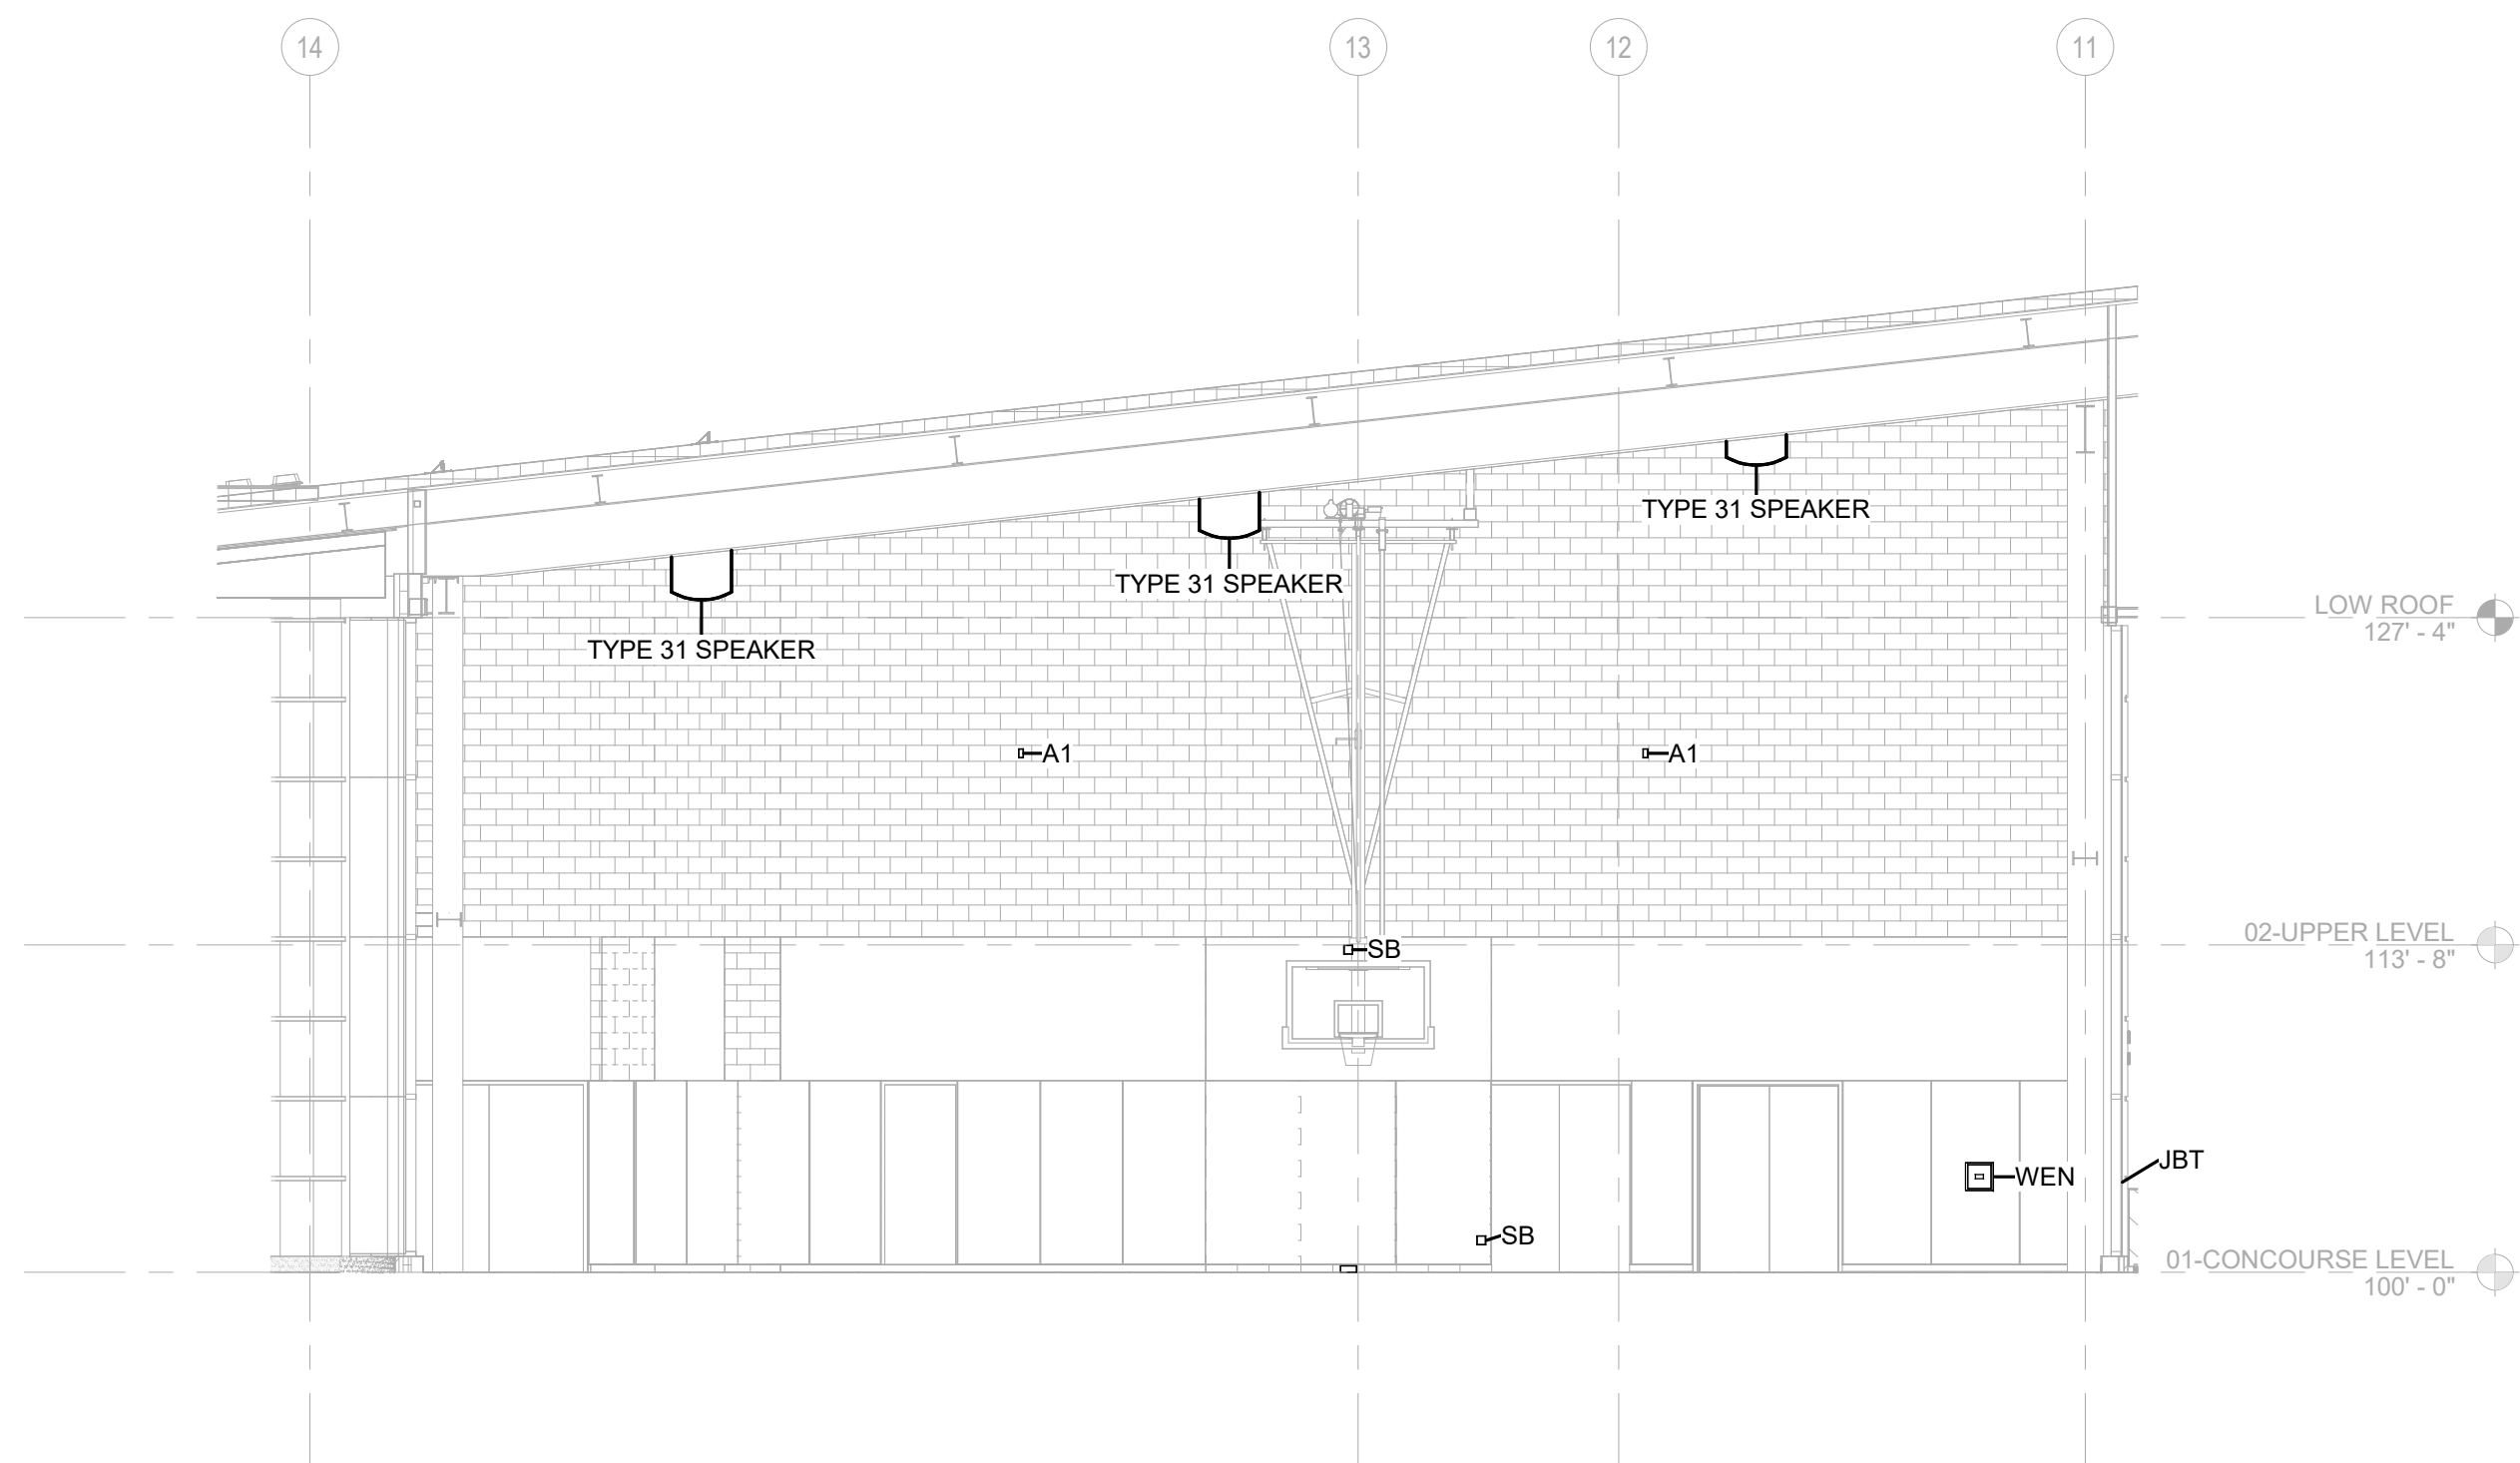 14
13
12
11
TYPE 31 SPEAKER
TYPE 31 SPEAKER
TYPE 31 SPEAKER
LOW ROOF
127' - 4"
A1
A1
02-UPPER LEVEL
113' - 8"
SB
JBT
WEN
SB
01-CONCOURSE LEVEL
100' - 0"